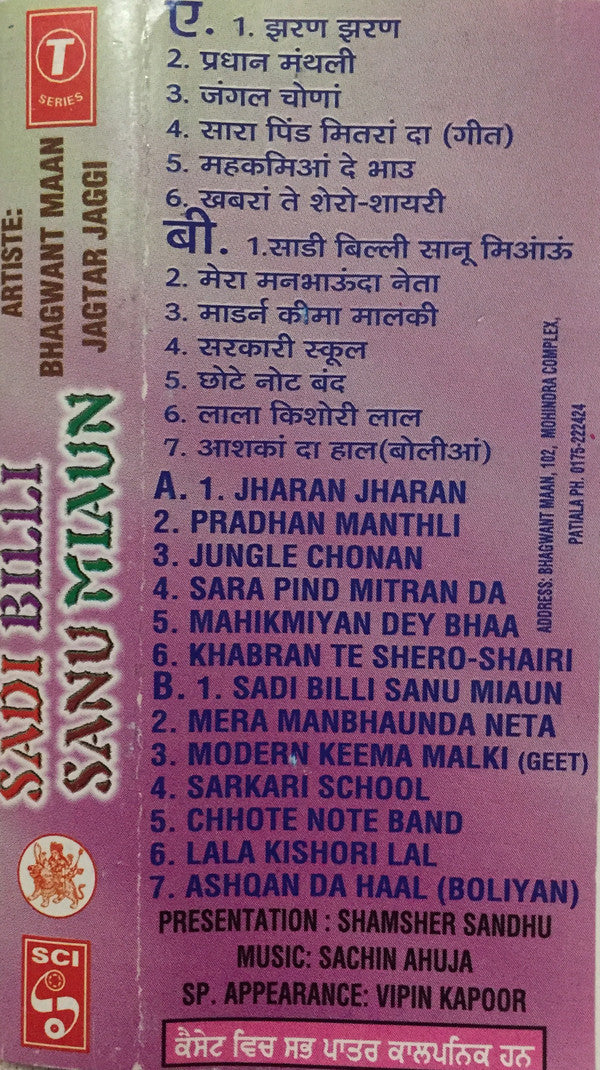 T
SERIES
ARTISTE:
BHAGWANT MAAN
JAGTAR JAGGI
SADI BILLI
SANU MIAUN
SCI
ए. 1. झरण झरण
2. प्रधान मंथली
3. जंगल चोणां
4. सारा पिंड मितरां दा (गीत)
5. महकमिआं दे भाउ
6. खबरां ते शेरो-शायरी
बी. 1.साडी बिल्ली सानू मिआंऊं
2. मेरा मनभाऊंदा नेता
3. माडर्न कीमा मालकी
4. सरकारी स्कूल
5. छोटे नोट बंद
6. लाला किशोरी लाल
7. आशकां दा हाल(बोलीआं)
A. 1. JHARAN JHARAN
2. PRADHAN MANTHLI
3. JUNGLE CHONAN
4. SARA PIND MITRAN DA
5. MAHIKMIYAN DEY BHAA
6. KHABRAN TE SHERO-SHAIRI
B. 1. SADI BILLI SANU MIAUN
2. MERA MANBHAUNDA NETA
3. MODERN KEEMA MALKI (GEET)
4. SARKARI SCHOOL
5. CHHOTE NOTE BAND
6. LALA KISHORI LAL
7. ASHQAN DA HAAL (BOLIYAN)
ADDRESS: BHAGWANT MAAN, 102, MOHINDRA COMPLEX,
PATIALA PH. 0175-222424
PRESENTATION : SHAMSHER SANDHU
MUSIC: SACHIN AHUJA
SP. APPEARANCE: VIPIN KAPOOR
ਕੈਸੇਟ ਵਿਚ ਸਭ ਪਾਤਰ ਕਾਲਪਨਿਕ ਹਨ